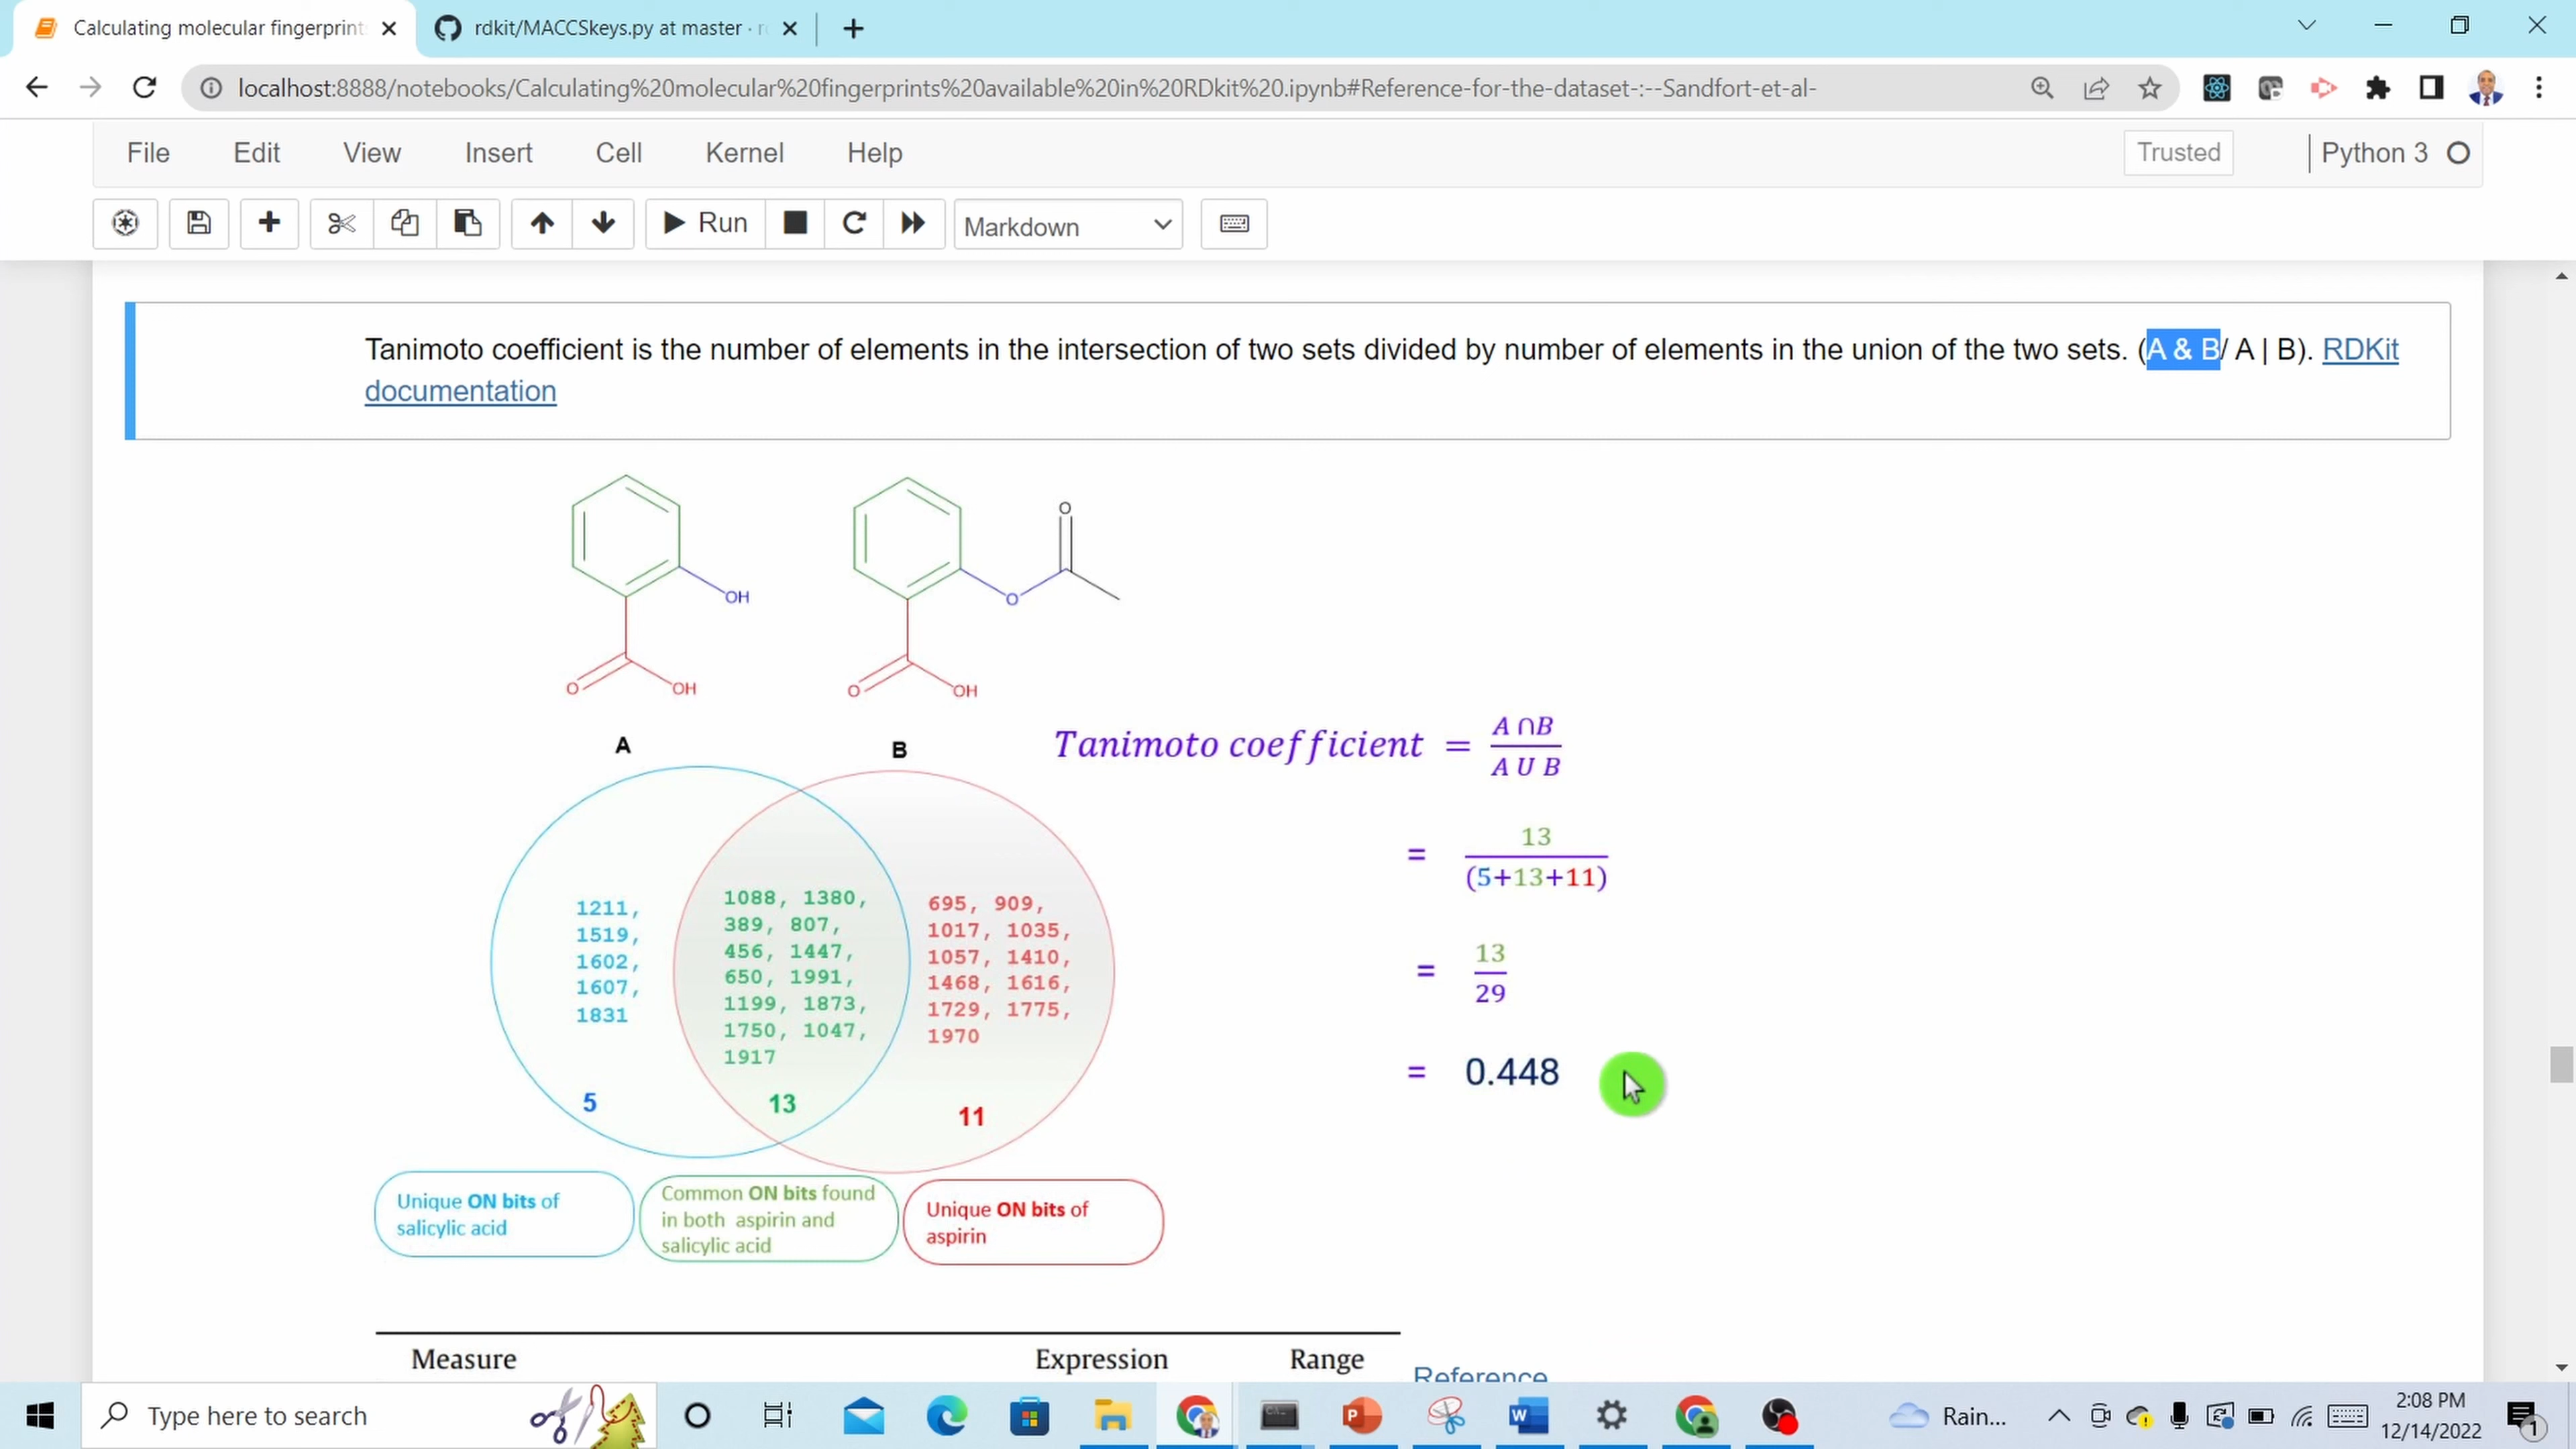 Calculating molecular fingerprint
rdkit/MACCSkeys.py at master · r
localhost:8888/notebooks/Calculating%20molecular%20fingerprints%20available%20in%20RDkit%20.ipynb#Reference-for-the-dataset-:--Sandfort-et-al-
File Edit View Insert Cell Kernel Help Trusted Python 3
Run Markdown
Tanimoto coefficient is the number of elements in the intersection of two sets divided by number of elements in the union of the two sets. (A & B/ A | B). RDKit
documentation
O
OH O
O OH O OH
A B
Tanimoto coefficient = A ∩B
A U B
= 13
(5+13+11)
= 13
29
= 0.448
1211,
1519,
1602,
1607,
1831
5
1088, 1380,
389, 807,
456, 1447,
650, 1991,
1199, 1873,
1750, 1047,
1917
13
695, 909,
1017, 1035,
1057, 1410,
1468, 1616,
1729, 1775,
1970
11
Unique ON bits of
salicylic acid
Common ON bits found
in both aspirin and
salicylic acid
Unique ON bits of
aspirin
Measure Expression Range
Reference
Type here to search
Rain...
2:08 PM
12/14/2022
1